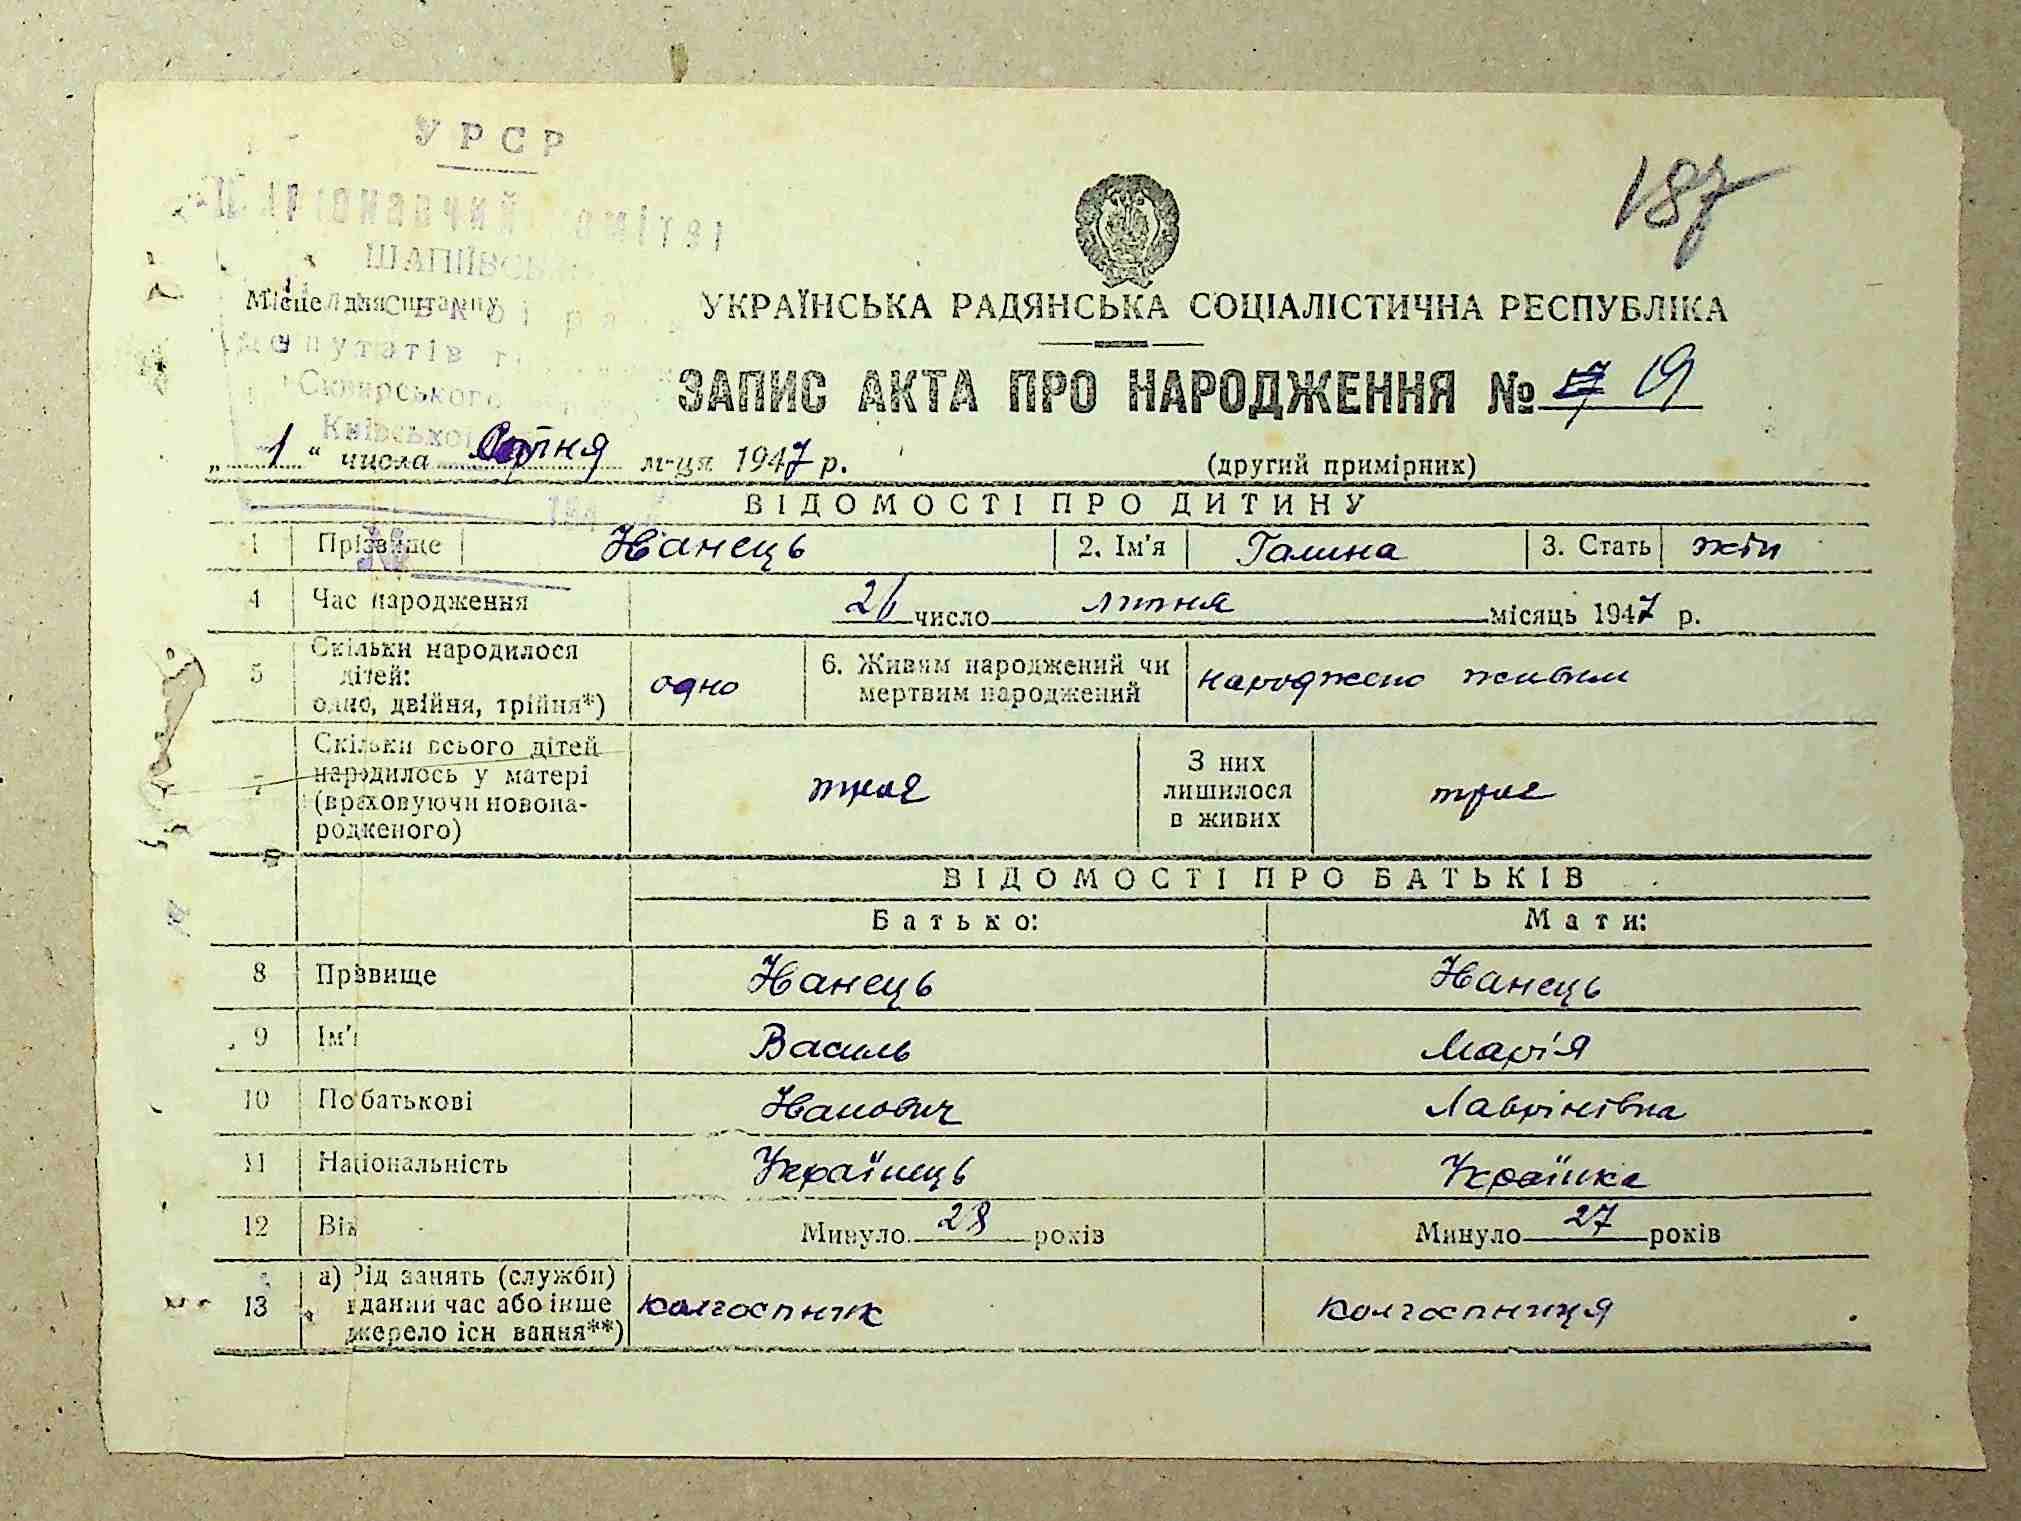 УРСР
187
ШАПІЇВСЬК
Місце для штампу
депутатів
Сквирського
Київської
УКРАЇНСЬКА РАДЯНСЬКА СОЦІАЛІСТИЧНА РЕСПУБЛІКА
ЗАПИС АКТА ПРО НАРОДЖЕННЯ № 19
„ 1 “ числа Серпня м-ця 1947 р. (другий примірник)
ВІДОМОСТІ ПРО ДИТИНУ
1 Прізвище Іванець 2. Ім'я Галина 3. Стать жін
4 Час народження 26 число липня місяць 1947 р.
5 Скільки народилося дітей: одно, двійня, трійня*) одно 6. Живим народжений чи мертвим народжений народжено живим
7 Скільки всього дітей народилось у матері (враховуючи новонародженого) троє З них лишилося в живих троє
ВІДОМОСТІ ПРО БАТЬКІВ
Батько: Мати:
8 Прізвище Іванець Іванець
9 Ім'я Василь Марія
10 По батькові Іванович Лаврінівна
11 Національність Українець Українка
12 Вік Минуло 28 років Минуло 27 років
13 а) Рід занять (служби) в даний час або інше джерело існування**) колгоспник колгоспниця